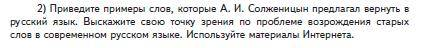 2) Приведите примеры слов, которые А. И. Солженицын предлагал вернуть в
русский язык. Выскажите свою точку зрения по проблеме возрождения старых
слов в современном русском языке. Используйте материалы Интернета.